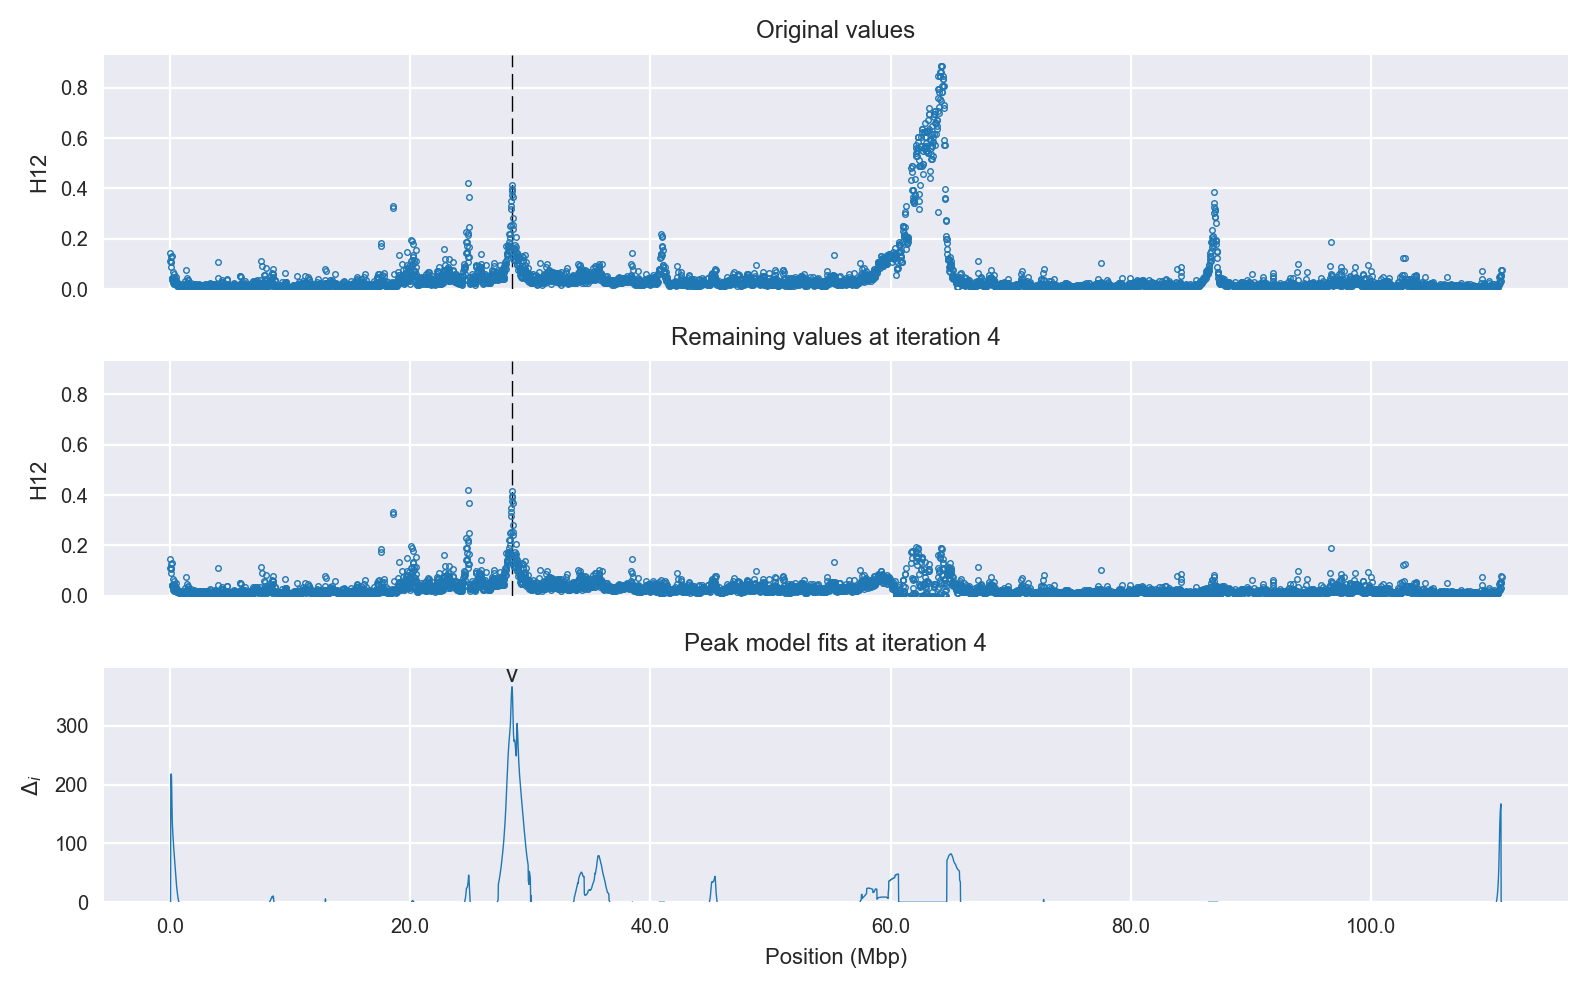 Original values
0.8
0.6
0.4
0.2
0.0
H12
Remaining values at iteration 4
0.8
0.6
0.4
0.2
0.0
H12
Peak model fits at iteration 4
v
300
200
100
0
Δi
0.0 20.0 40.0 60.0 80.0 100.0
Position (Mbp)